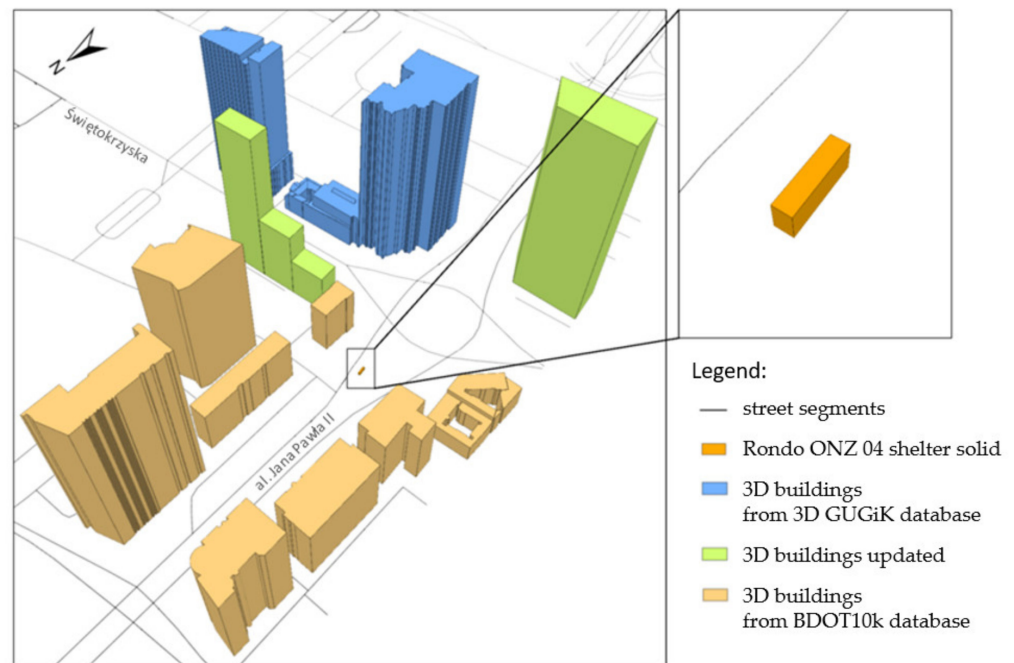 N
Świętokrzyska
al. Jana Pawła II
Legend:
street segments
Rondo ONZ 04 shelter solid
3D buildings
from 3D GUGiK database
3D buildings updated
3D buildings
from BDOT10k database